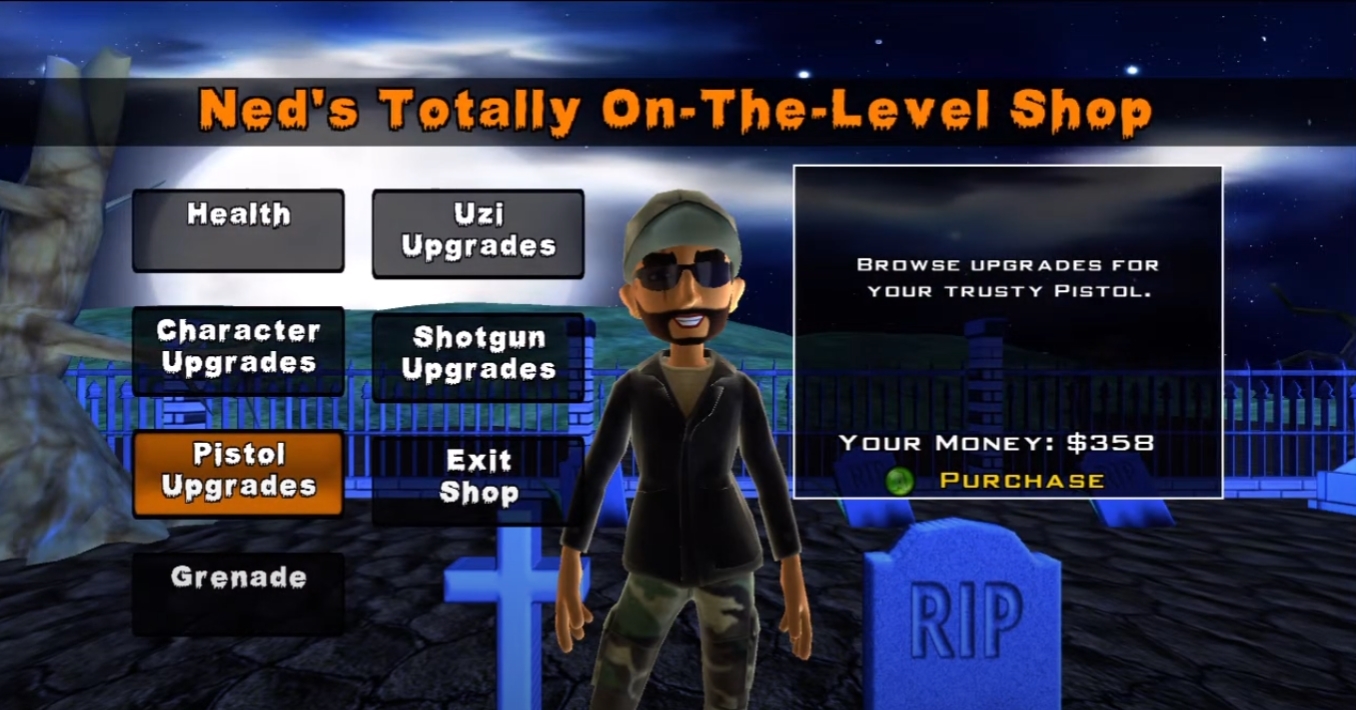 Ned's Totally On-The-Level Shop
Health
Uzi
Upgrades
Character
Upgrades
Shotgun
Upgrades
Pistol
Upgrades
Exit
Shop
Grenade
Browse upgrades for
your trusty Pistol.
Your Money: $358
Purchase
RIP